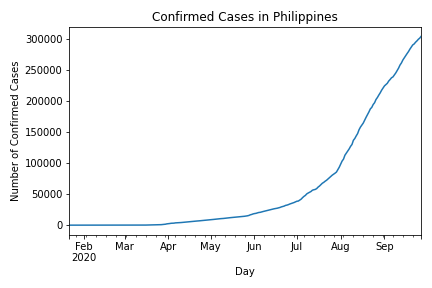 Confirmed Cases in Philippines
300000
250000
200000
150000
100000
50000
0
Number of Confirmed Cases
Feb Mar Apr May Jun Jul Aug Sep
2020
Day